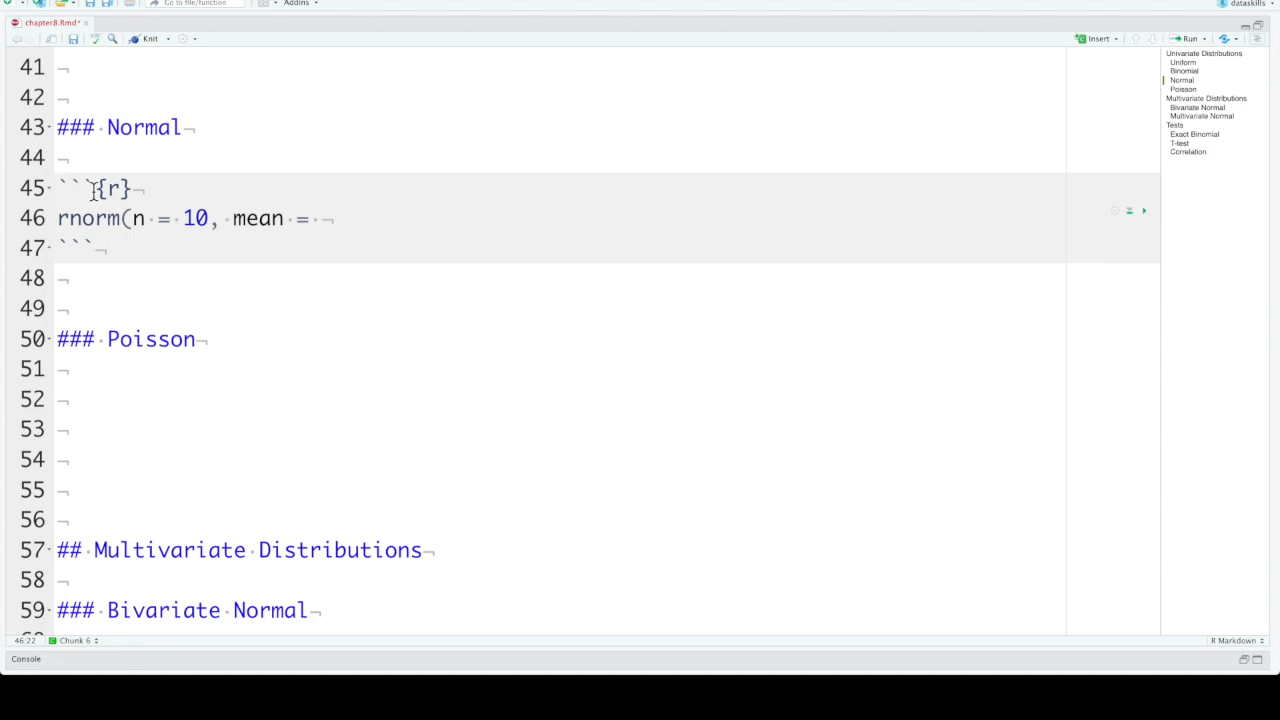 Go to file/function
Addins
dataskills
chapter8.Rmd*
Knit
Insert
Run
41 ¬
42 ¬
43 ### Normal¬
44 ¬
45 ```{r}¬
46 rnorm(n = 10, mean = ¬
47 ```¬
48 ¬
49 ¬
50 ### Poisson¬
51 ¬
52 ¬
53 ¬
54 ¬
55 ¬
56 ¬
57 ## Multivariate Distributions¬
58 ¬
59 ### Bivariate Normal¬
Univariate Distributions
Uniform
Binomial
Normal
Poisson
Multivariate Distributions
Bivariate Normal
Multivariate Normal
Tests
Exact Binomial
T-test
Correlation
46:22
Chunk 6
R Markdown
Console